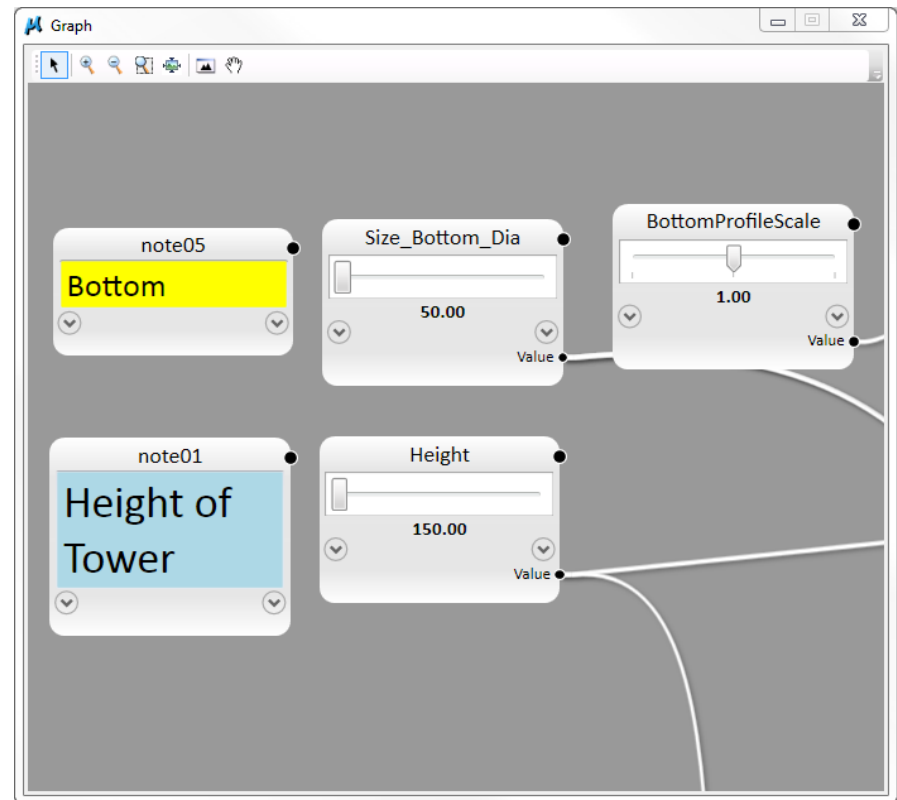 Graph
note05
Bottom
Size_Bottom_Dia
50.00
Value
BottomProfileScale
1.00
Value
note01
Height of
Tower
Height
150.00
Value